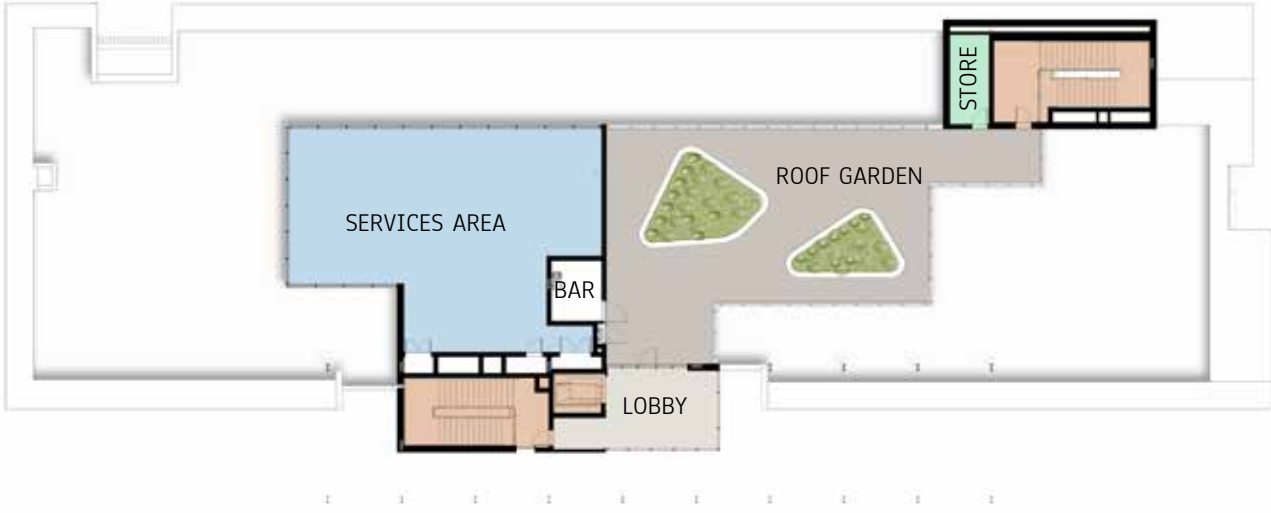 STORE
ROOF GARDEN
SERVICES AREA
BAR
LOBBY